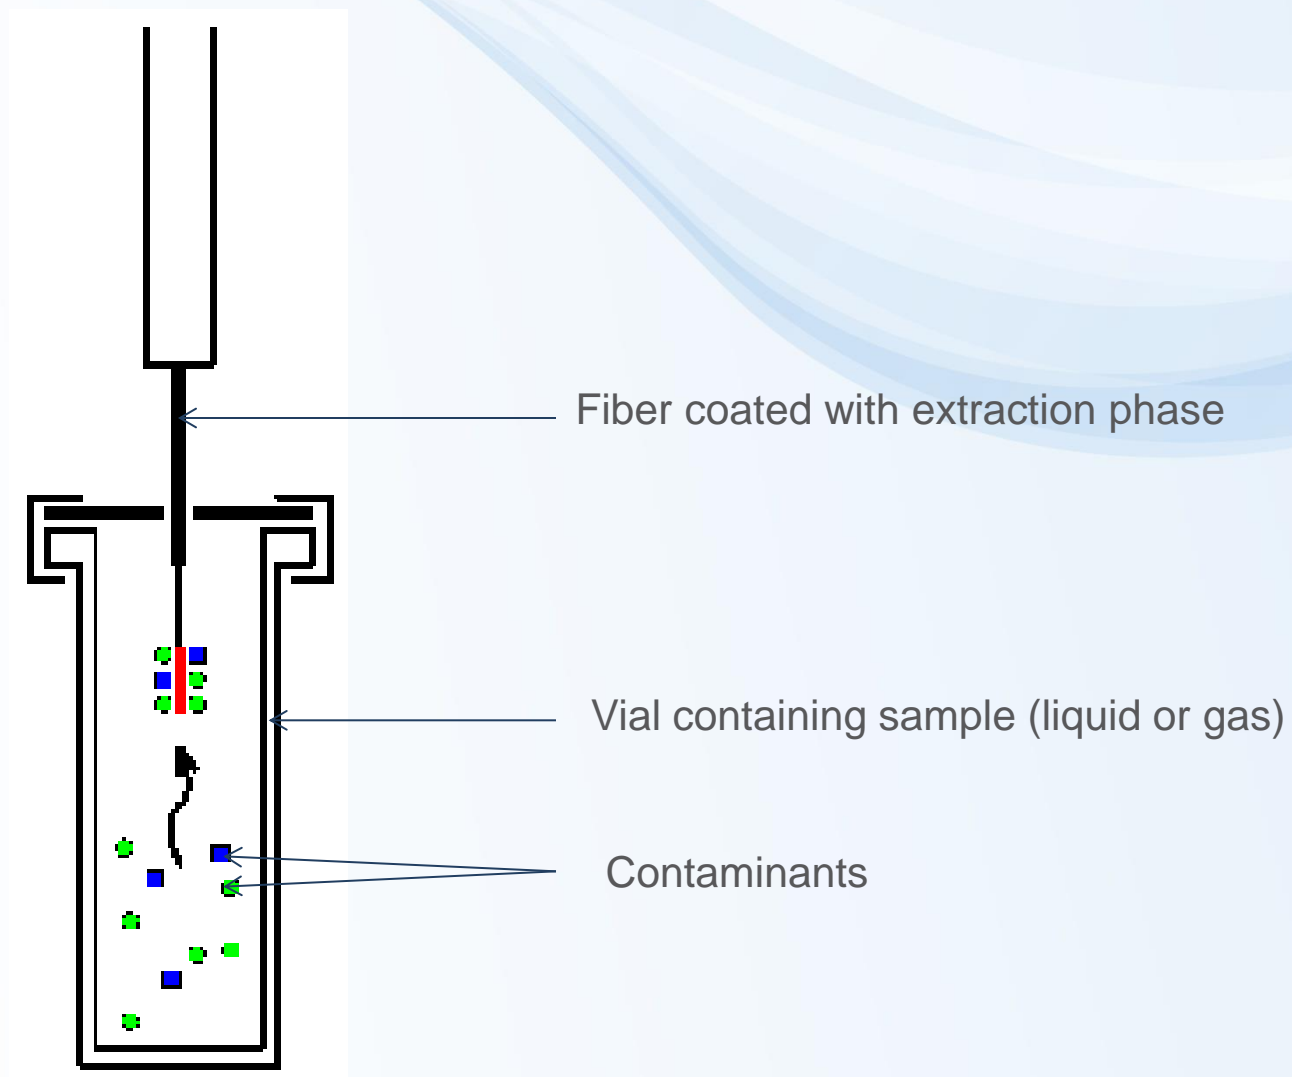 Fiber coated with extraction phase
Vial containing sample (liquid or gas)
Contaminants